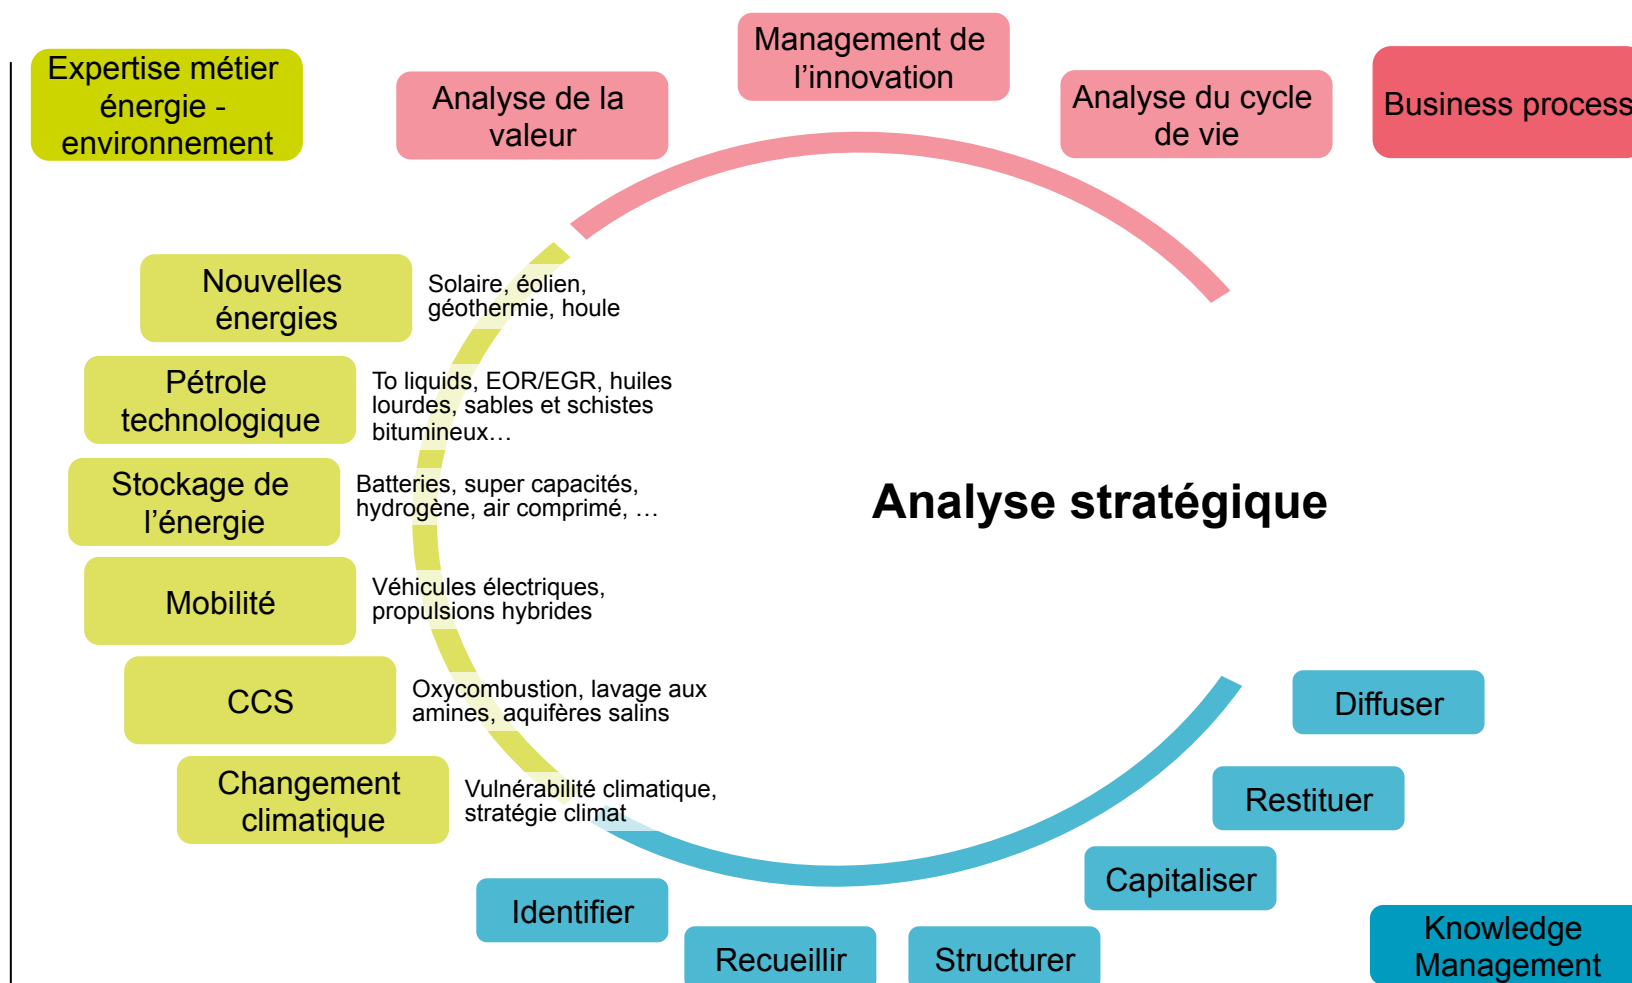 Expertise métier
énergie -
environnement
Analyse de la
valeur
Management de
l’innovation
Analyse du cycle
de vie
Business process
Nouvelles
énergies
Solaire, éolien,
géothermie, houle
Pétrole
technologique
To liquids, EOR/EGR, huiles
lourdes, sables et schistes
bitumineux…
Stockage de
l’énergie
Batteries, super capacités,
hydrogène, air comprimé, …
Analyse stratégique
Mobilité
Véhicules électriques,
propulsions hybrides
CCS
Oxycombustion, lavage aux
amines, aquifères salins
Changement
climatique
Vulnérabilité climatique,
stratégie climat
Identifier
Recueillir
Structurer
Capitaliser
Restituer
Diffuser
Knowledge
Management